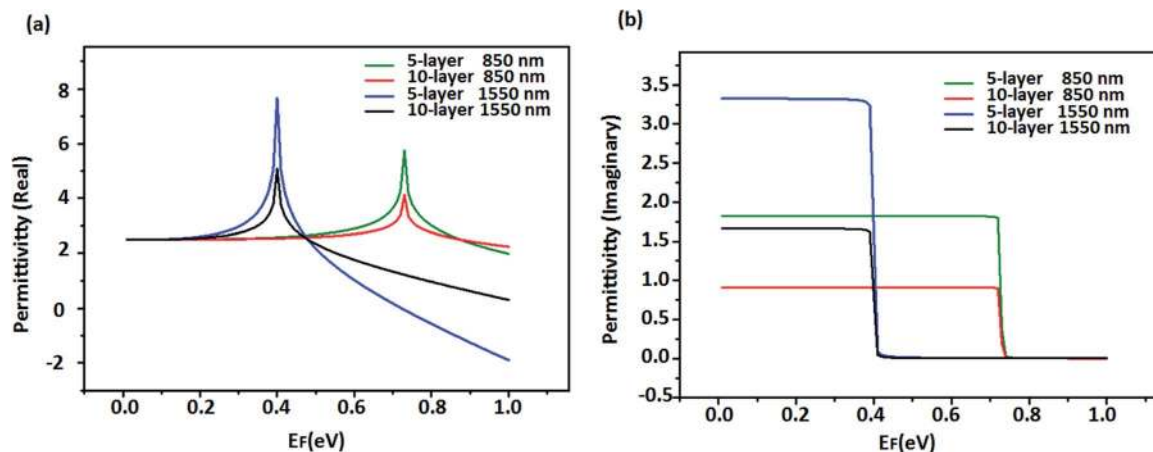 (a)
5-layer 850 nm
10-layer 850 nm
5-layer 1550 nm
10-layer 1550 nm
Permittivity (Real)
8
6
4
2
0
-2
0.0 0.2 0.4 0.6 0.8 1.0
EF(eV)
(b)
5-layer 850 nm
10-layer 850 nm
5-layer 1550 nm
10-layer 1550 nm
Permittivity (Imaginary)
3.5
3.0
2.5
2.0
1.5
1.0
0.5
0.0
-0.5
0.0 0.2 0.4 0.6 0.8 1.0
EF(eV)